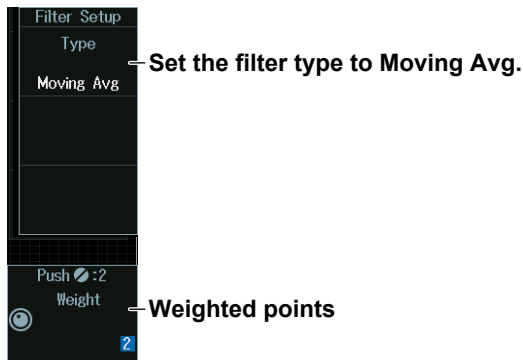 Filter Setup
Type
Set the filter type to Moving Avg.
Moving Avg
Push :2
Weight
Weighted points
2